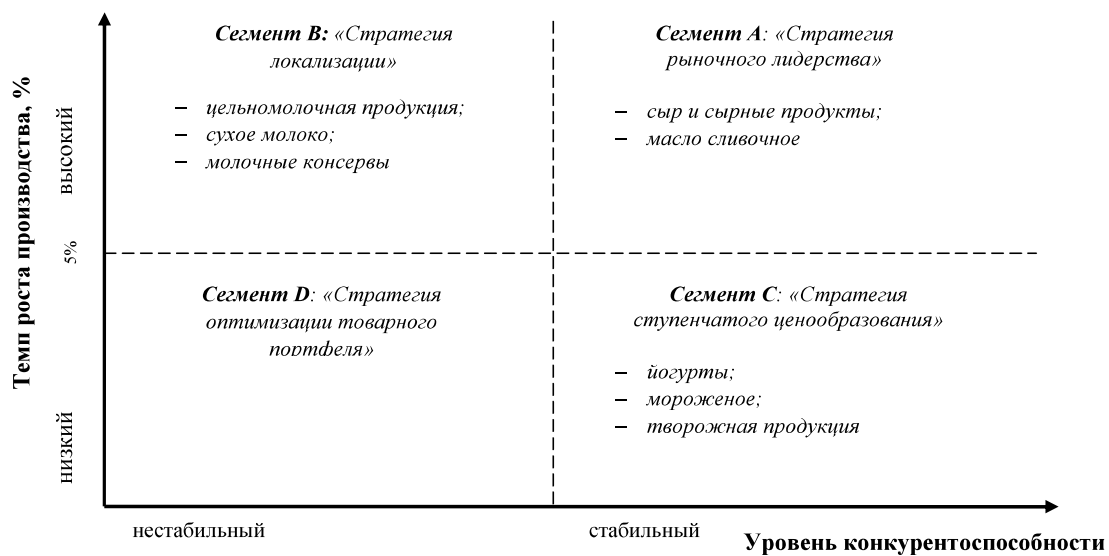 Темп роста производства, %
высокий
5%
низкий
Сегмент В: «Стратегия
локализации»
– цельномолочная продукция;
– сухое молоко;
– молочные консервы
Сегмент А: «Стратегия
рыночного лидерства»
– сыр и сырные продукты;
– масло сливочное
Сегмент D: «Стратегия
оптимизации товарного
портфеля»
Сегмент С: «Стратегия
ступенчатого ценообразования»
– йогурты;
– мороженое;
– творожная продукция
нестабильный
стабильный
Уровень конкурентоспособности